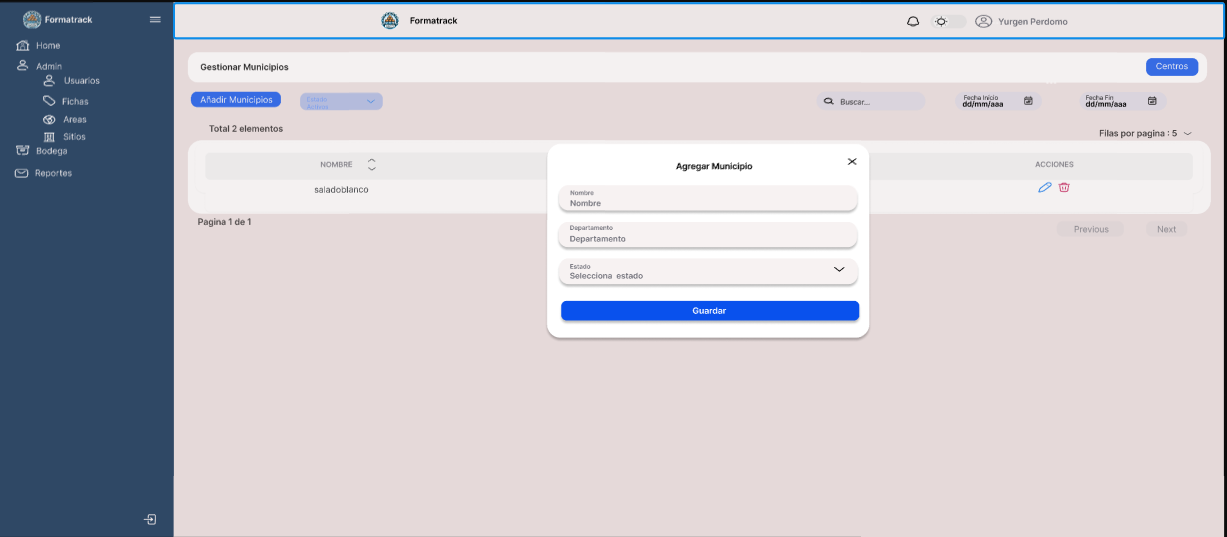 Formatrack
Home
Admin
Usuarios
Fichas
Areas
Sitios
Bodega
Reportes
Formatrack
Yurgen Perdomo
Gestionar Municipios
Centros
Añadir Municipios
Estado
Activos
Buscar...
Fecha Inicio
dd/mm/aaa
Fecha Fin
dd/mm/aaa
Total 2 elementos
Filas por pagina : 5
NOMBRE
ACCIONES
saladoblanco
Pagina 1 de 1
Previous
Next
Agregar Municipio
Nombre
Nombre
Departamento
Departamento
Estado
Selecciona estado
Guardar